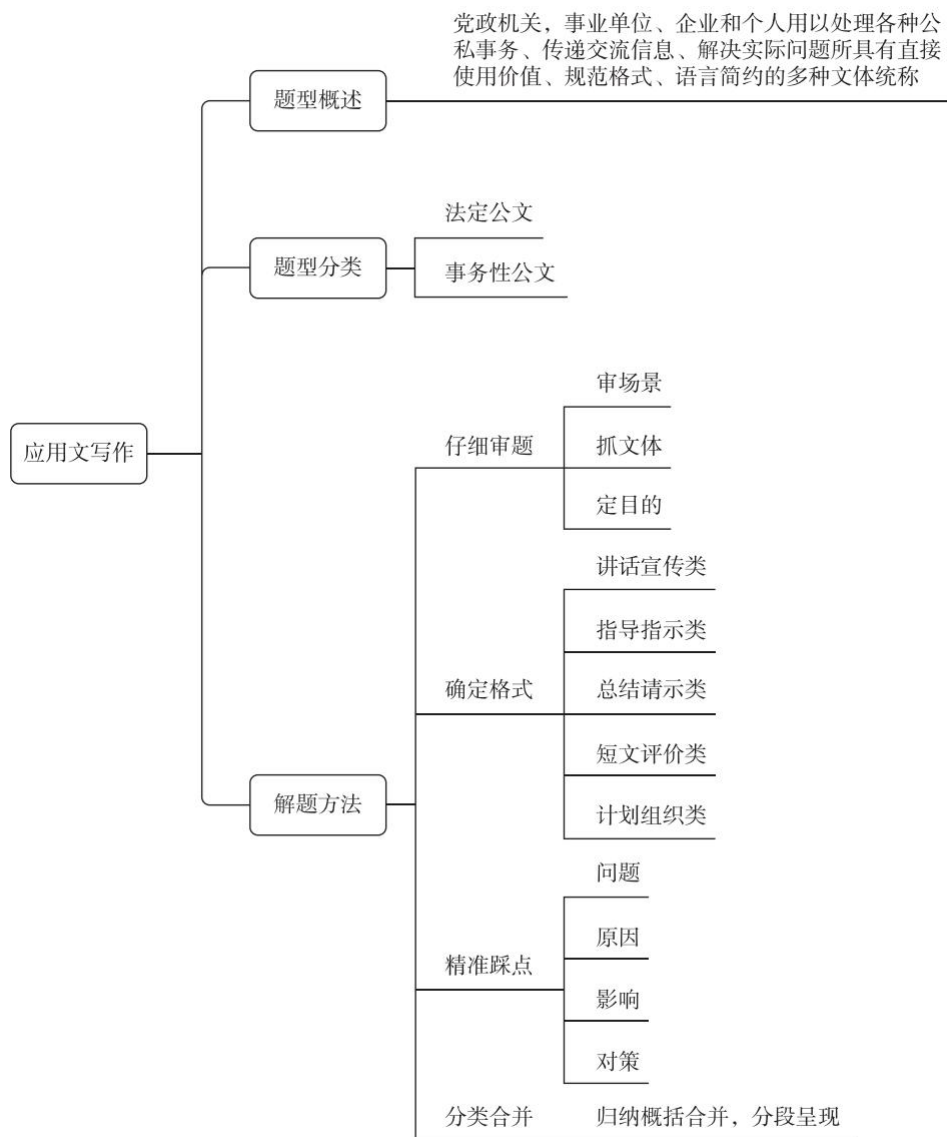 党政机关，事业单位、企业和个人用以处理各种公
私事务、传递交流信息、解决实际问题所具有直接
使用价值、规范格式、语言简约的多种文体统称
题型概述
法定公文
题型分类
事务性公文
审场景
仔细审题
抓文体
定目的
应用文写作
讲话宣传类
指导指示类
确定格式
总结请示类
短文评价类
计划组织类
解题方法
问题
原因
精准踩点
影响
对策
分类合并
归纳概括合并，分段呈现